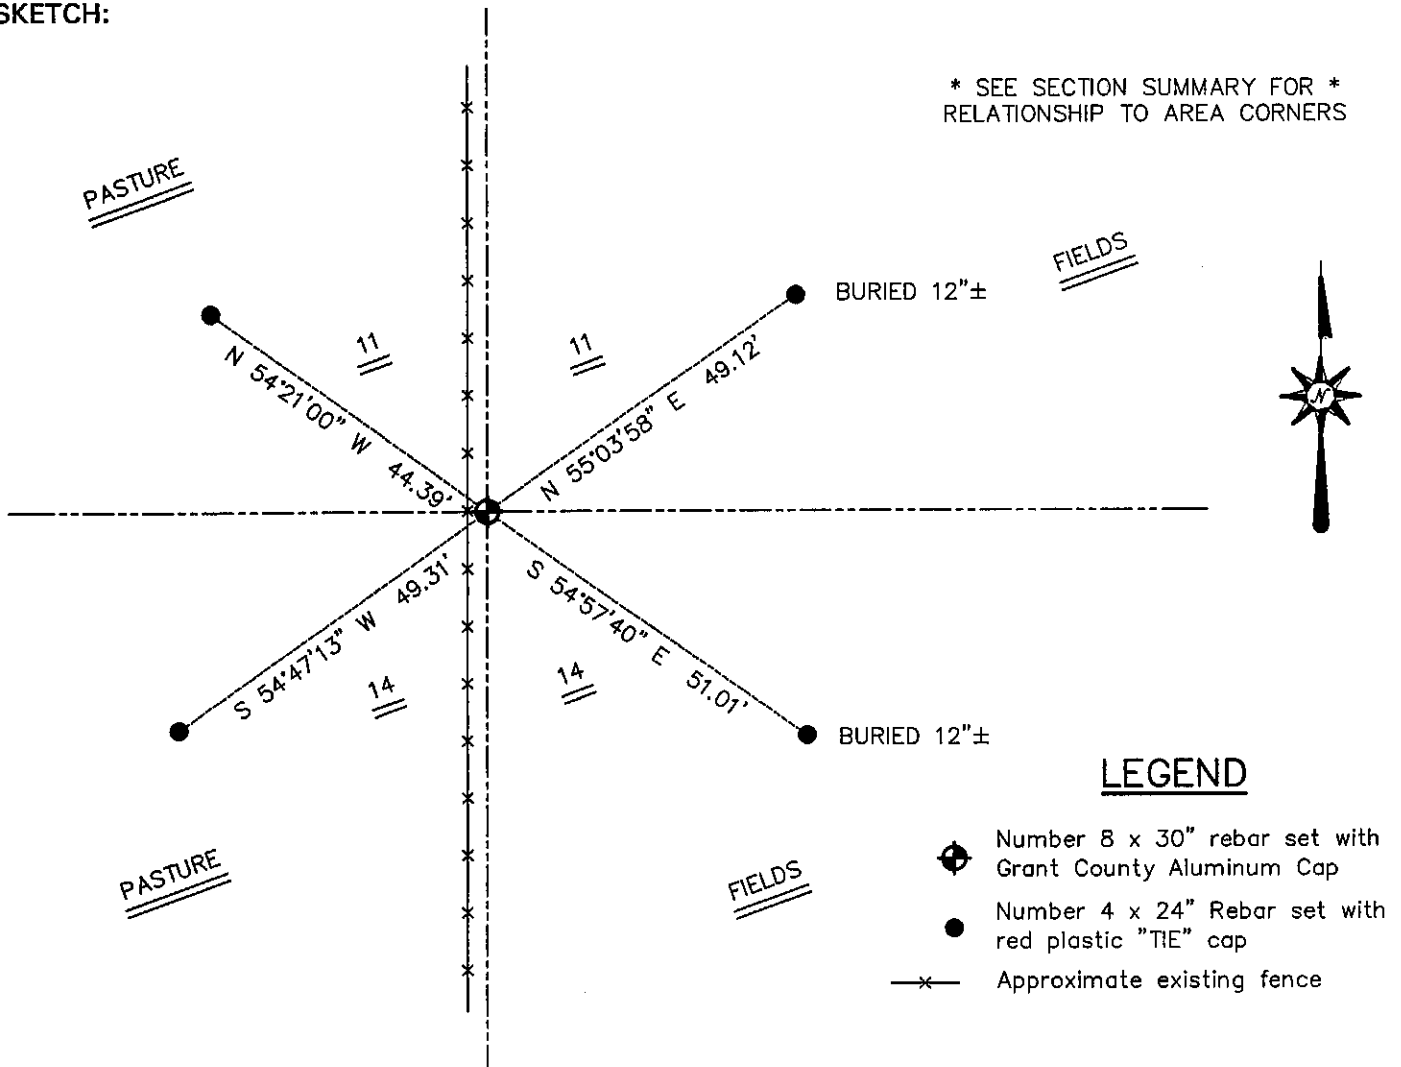 SKETCH:
* SEE SECTION SUMMARY FOR *
RELATIONSHIP TO AREA CORNERS
PASTURE
FIELDS
BURIED 12"±
11
11
N 54°21'00" W 44.39'
N 55°03'58" E 49.12'
N
S 54°47'13" W 49.31'
S 54°57'40" E 51.01'
14
14
BURIED 12"±
PASTURE
FIELDS
LEGEND
Number 8 x 30" rebar set with
Grant County Aluminum Cap
Number 4 x 24" Rebar set with
red plastic "TIE" cap
Approximate existing fence